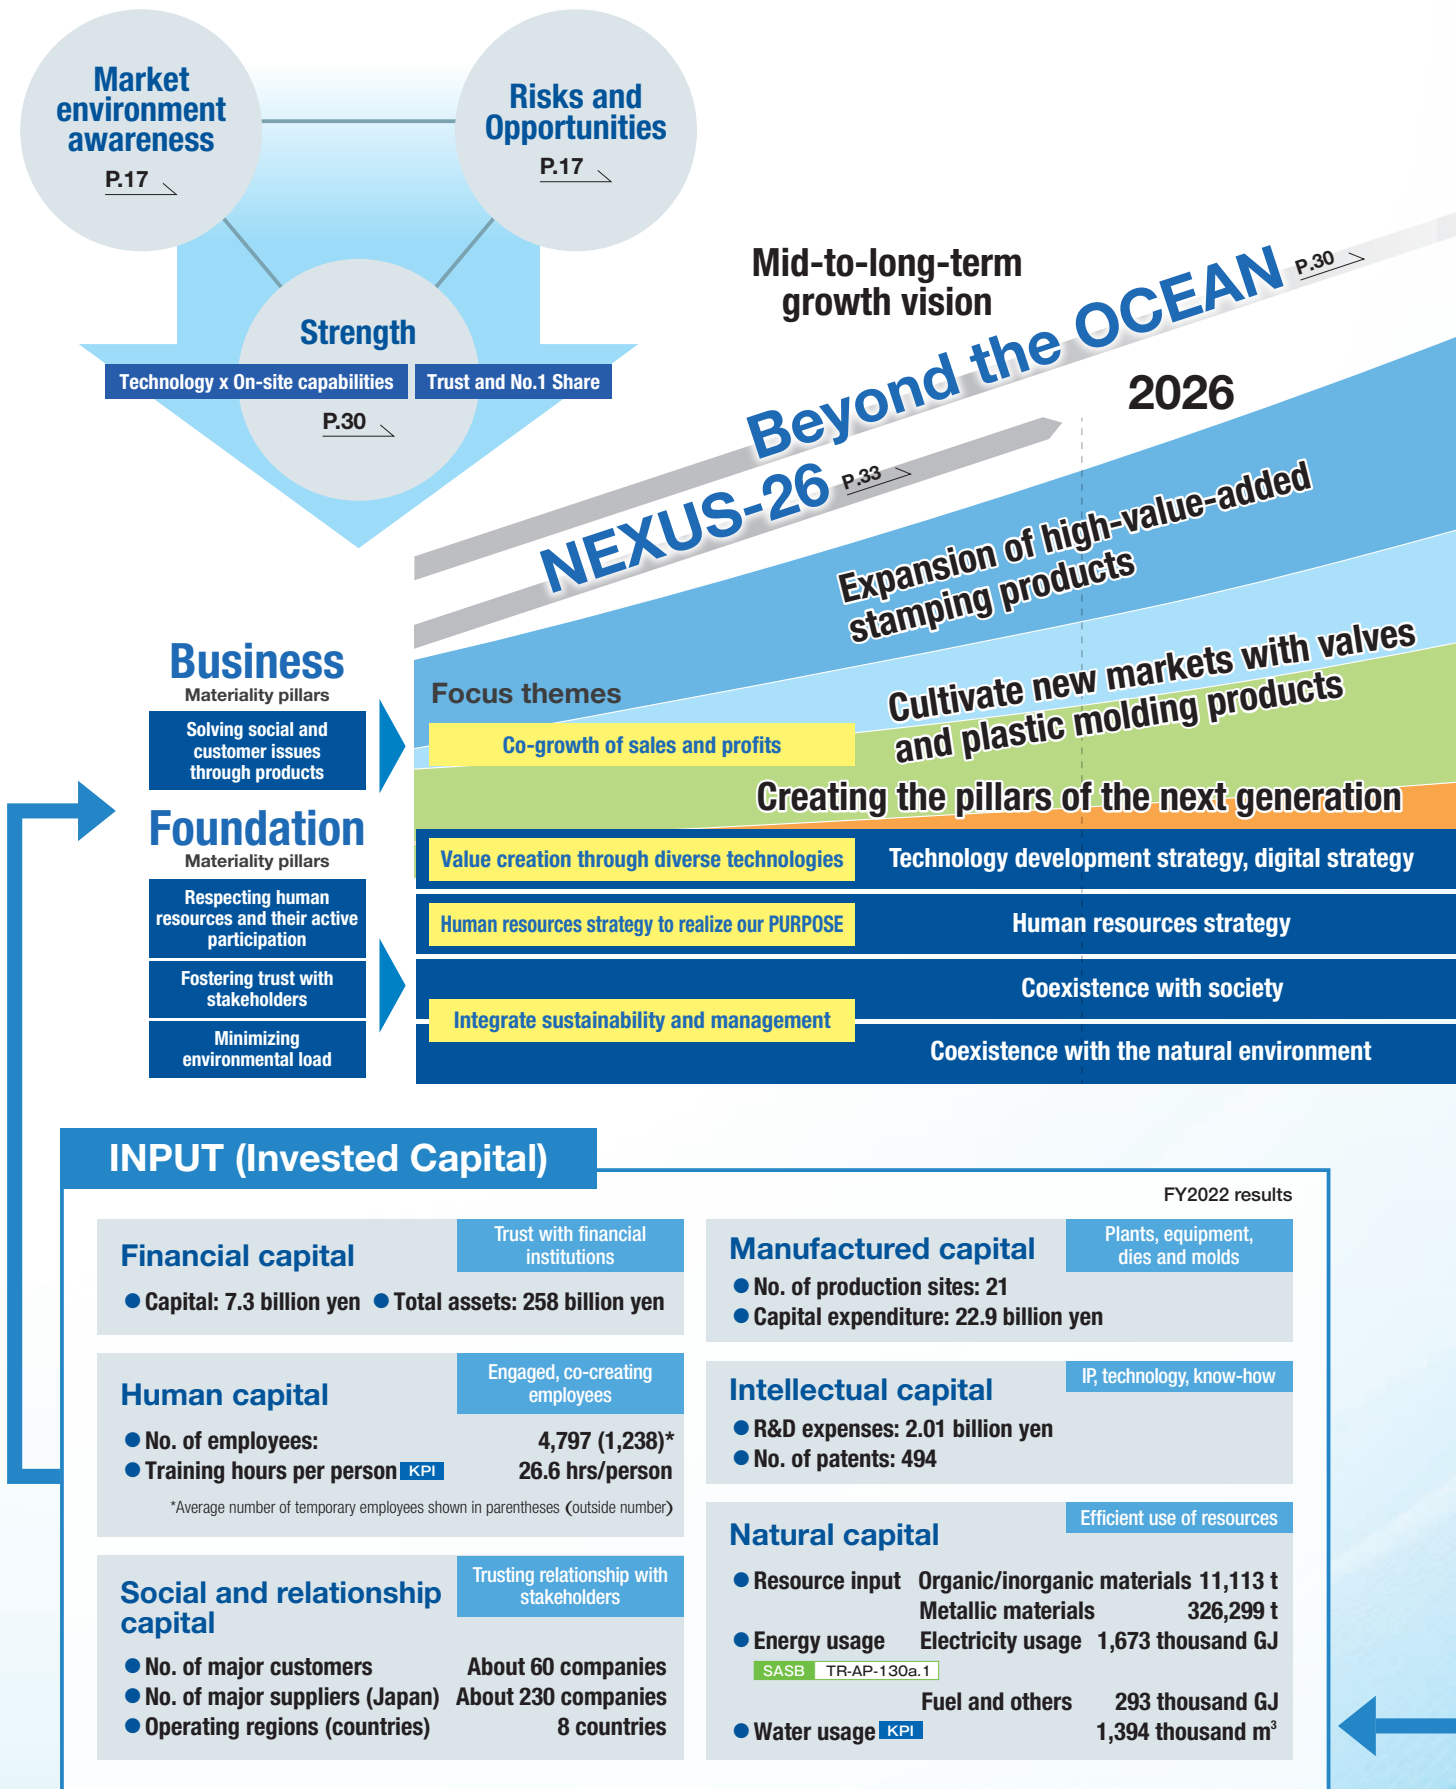 Market
environment
awareness
P.17
Risks and
Opportunities
P.17
Strength
Technology x On-site capabilities
Trust and No.1 Share
P.30
Mid-to-long-term
growth vision
Beyond the OCEAN P.30
NEXUS-26 P.33
2026
Expansion of high-value-added
stamping products
Cultivate new markets with valves
and plastic molding products
Creating the pillars of the next generation
Business
Materiality pillars
Solving social and
customer issues
through products
Focus themes
Co-growth of sales and profits
Foundation
Materiality pillars
Respecting human
resources and their active
participation
Fostering trust with
stakeholders
Minimizing
environmental load
Value creation through diverse technologies
Technology development strategy, digital strategy
Human resources strategy to realize our PURPOSE
Human resources strategy
Integrate sustainability and management
Coexistence with society
Coexistence with the natural environment
INPUT (Invested Capital)
FY2022 results
Financial capital
Trust with financial
institutions
● Capital: 7.3 billion yen ● Total assets: 258 billion yen
Human capital
Engaged, co-creating
employees
● No. of employees: 4,797 (1,238)*
● Training hours per person KPI 26.6 hrs/person
*Average number of temporary employees shown in parentheses (outside number)
Social and relationship
capital
Trusting relationship with
stakeholders
● No. of major customers About 60 companies
● No. of major suppliers (Japan) About 230 companies
● Operating regions (countries) 8 countries
Manufactured capital
Plants, equipment,
dies and molds
● No. of production sites: 21
● Capital expenditure: 22.9 billion yen
Intellectual capital
IP, technology, know-how
● R&D expenses: 2.01 billion yen
● No. of patents: 494
Natural capital
Efficient use of resources
● Resource input Organic/inorganic materials 11,113 t
Metallic materials 326,299 t
● Energy usage Electricity usage 1,673 thousand GJ
SASB TR-AP-130a.1
Fuel and others 293 thousand GJ
● Water usage KPI 1,394 thousand m³